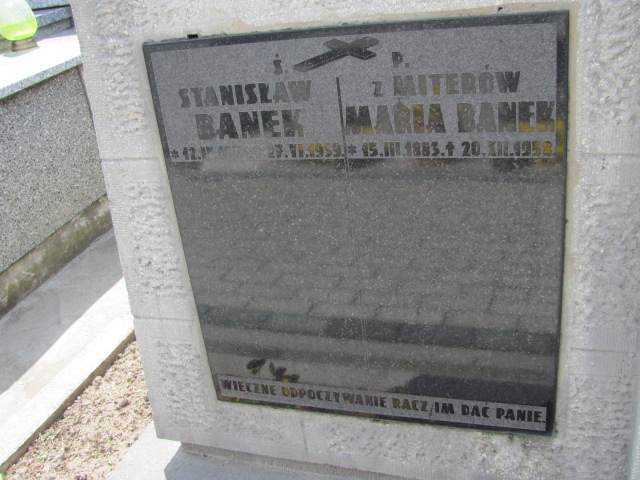 Ś. P.
STANISŁAW
BANEK
27.VI.1959
Z MITERÓW
MARIA BANEK
* 15.III.1883. † 20.XII.1958
WIECZNE ODPOCZYWANIE RACZ IM DAĆ PANIE.